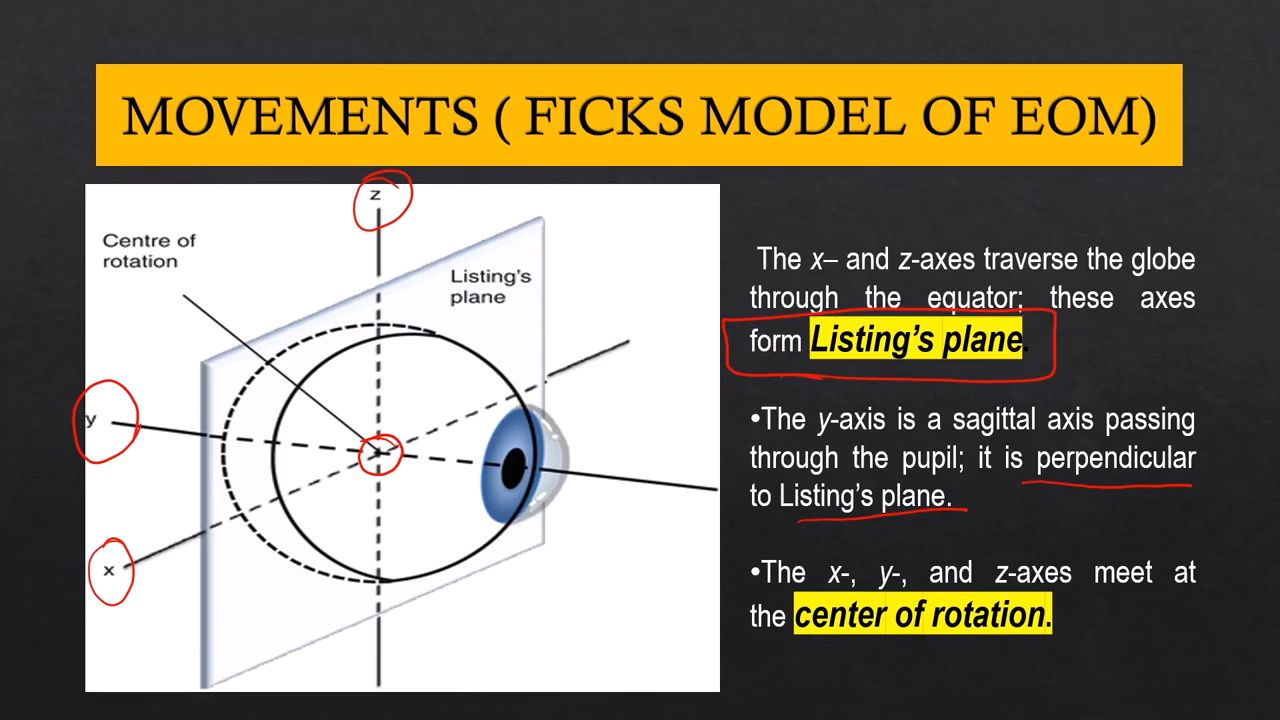 MOVEMENTS ( FICKS MODEL OF EOM)
z
Centre of
rotation
Listing's
plane
y
x
The x– and z-axes traverse the globe
through the equator; these axes
form Listing's plane.
•The y-axis is a sagittal axis passing
through the pupil; it is perpendicular
to Listing's plane.
•The x-, y-, and z-axes meet at
the center of rotation.